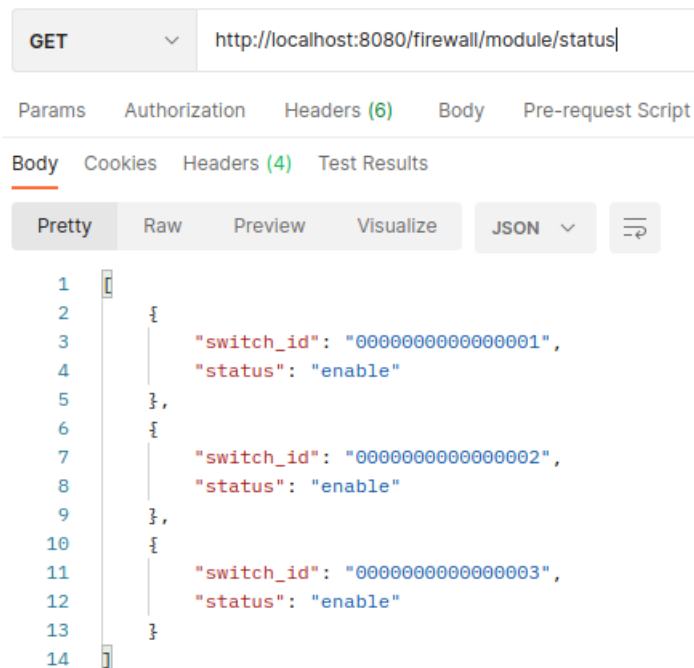 GET http://localhost:8080/firewall/module/status
Params Authorization Headers (6) Body Pre-request Script
Body Cookies Headers (4) Test Results
Pretty Raw Preview Visualize JSON
1 [
2 {
3 "switch_id": "0000000000000001",
4 "status": "enable"
5 },
6 {
7 "switch_id": "0000000000000002",
8 "status": "enable"
9 },
10 {
11 "switch_id": "0000000000000003",
12 "status": "enable"
13 }
14 ]